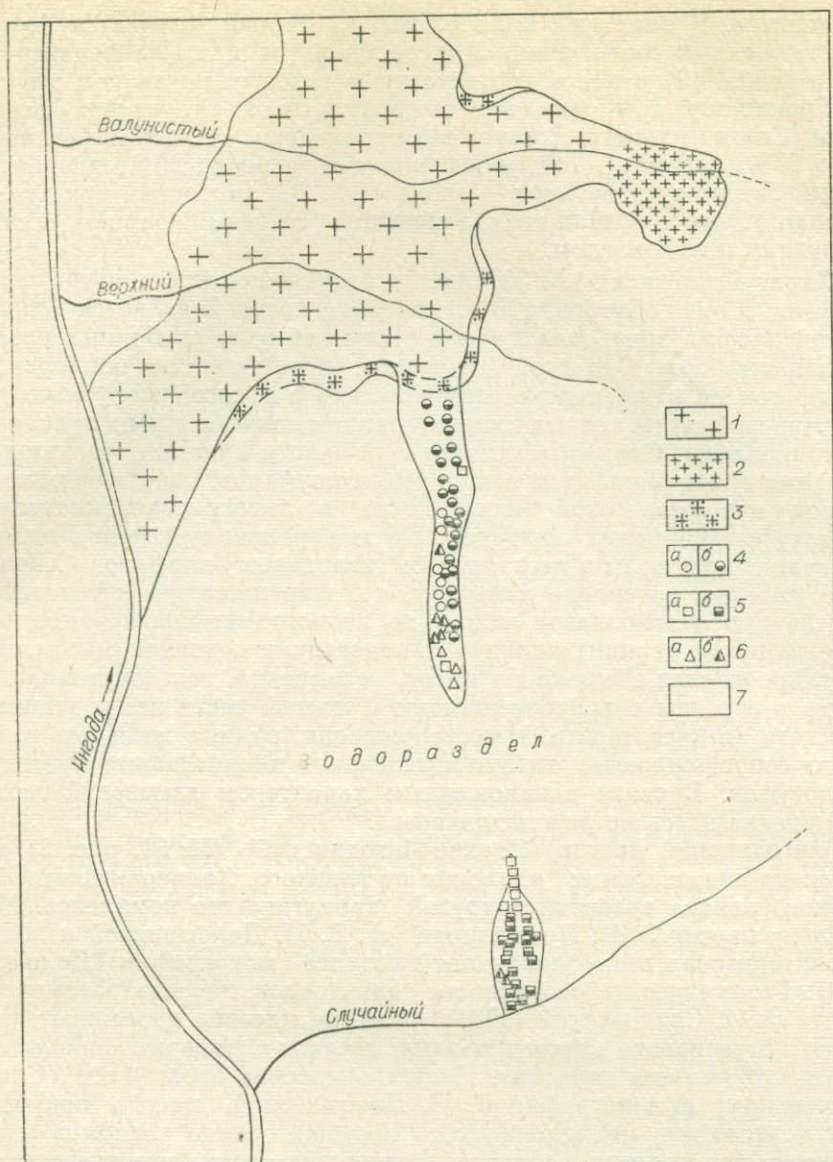 Валунистый
Верхний
1
2
3
а б 4
а б 5
а б 6
7
Ингода
водораздел
Случайный